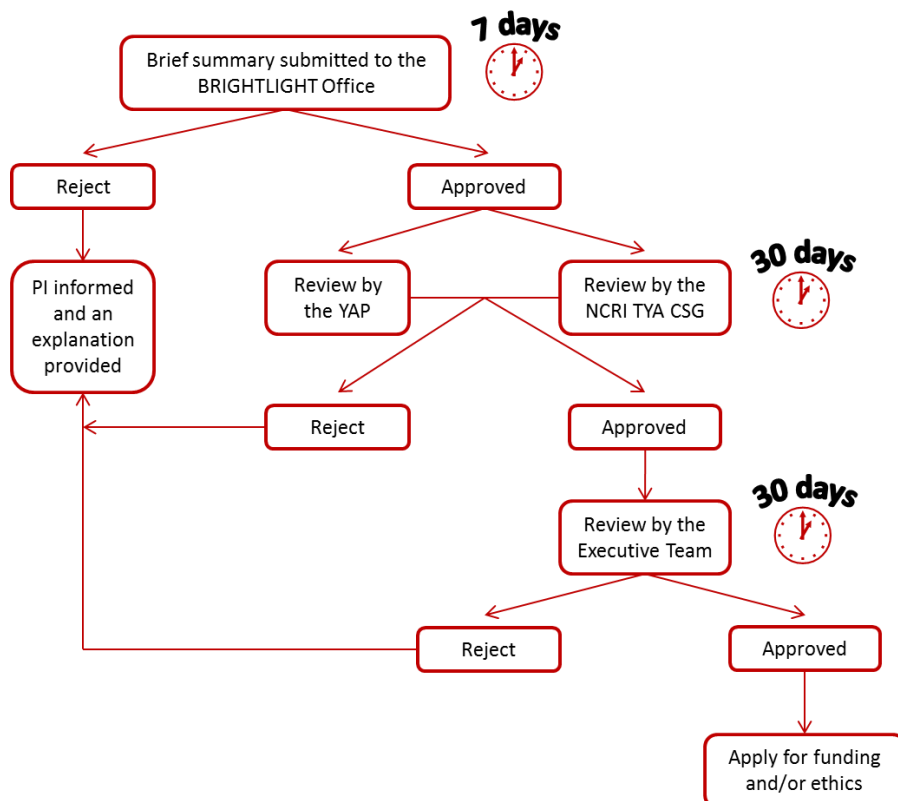 7 days
Brief summary submitted to the
BRIGHTLIGHT Office
Reject
Approved
PI informed
and an
explanation
provided
Review by
the YAP
Review by the
NCRI TYA CSG
30 days
Reject
Approved
30 days
Review by the
Executive Team
Reject
Approved
Apply for funding
and/or ethics